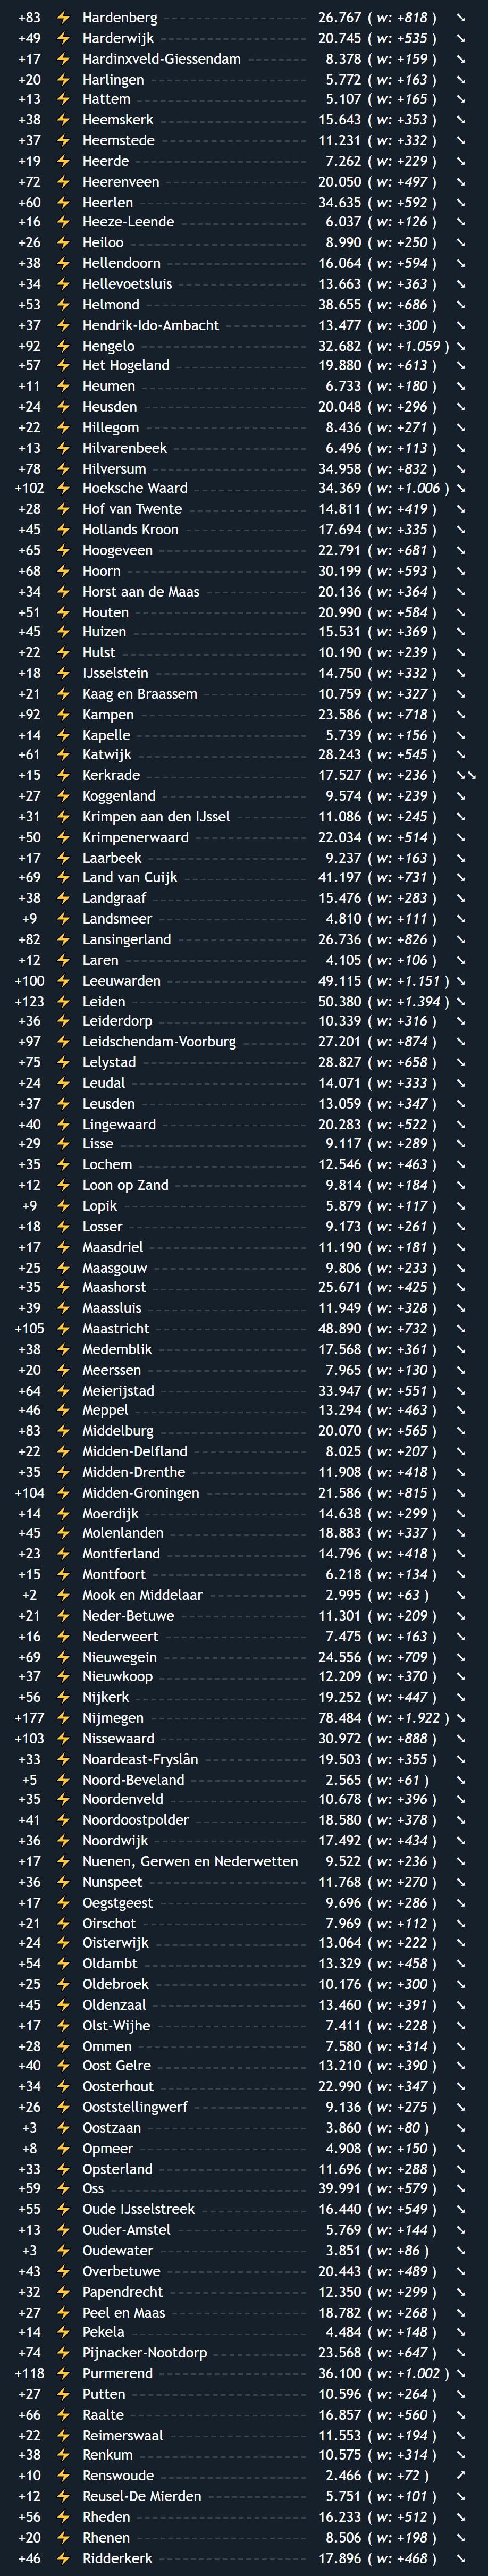 +83 ⚡ Hardenberg 26.767 ( w: +818 ) ⬊
+49 ⚡ Harderwijk 20.745 ( w: +535 ) ⬊
+17 ⚡ Hardinxveld-Giessendam 8.378 ( w: +159 ) ⬊
+20 ⚡ Harlingen 5.772 ( w: +163 ) ⬊
+13 ⚡ Hattem 5.107 ( w: +165 ) ⬊
+38 ⚡ Heemskerk 15.643 ( w: +353 ) ⬊
+37 ⚡ Heemstede 11.231 ( w: +332 ) ⬊
+19 ⚡ Heerde 7.262 ( w: +229 ) ⬊
+72 ⚡ Heerenveen 20.050 ( w: +497 ) ⬊
+60 ⚡ Heerlen 34.635 ( w: +592 ) ⬊
+16 ⚡ Heeze-Leende 6.037 ( w: +126 ) ⬊
+26 ⚡ Heiloo 8.990 ( w: +250 ) ⬊
+38 ⚡ Hellendoorn 16.064 ( w: +594 ) ⬊
+34 ⚡ Hellevoetsluis 13.663 ( w: +363 ) ⬊
+53 ⚡ Helmond 38.655 ( w: +686 ) ⬊
+37 ⚡ Hendrik-Ido-Ambacht 13.477 ( w: +300 ) ⬊
+92 ⚡ Hengelo 32.682 ( w: +1.059 ) ⬊
+57 ⚡ Het Hogeland 19.880 ( w: +613 ) ⬊
+11 ⚡ Heumen 6.733 ( w: +180 ) ⬊
+24 ⚡ Heusden 20.048 ( w: +296 ) ⬊
+22 ⚡ Hillegom 8.436 ( w: +271 ) ⬊
+13 ⚡ Hilvarenbeek 6.496 ( w: +113 ) ⬊
+78 ⚡ Hilversum 34.958 ( w: +832 ) ⬊
+102 ⚡ Hoeksche Waard 34.369 ( w: +1.006 ) ⬊
+28 ⚡ Hof van Twente 14.811 ( w: +419 ) ⬊
+45 ⚡ Hollands Kroon 17.694 ( w: +335 ) ⬊
+65 ⚡ Hoogeveen 22.791 ( w: +681 ) ⬊
+68 ⚡ Hoorn 30.199 ( w: +593 ) ⬊
+34 ⚡ Horst aan de Maas 20.136 ( w: +364 ) ⬊
+51 ⚡ Houten 20.990 ( w: +584 ) ⬊
+45 ⚡ Huizen 15.531 ( w: +369 ) ⬊
+22 ⚡ Hulst 10.190 ( w: +239 ) ⬊
+18 ⚡ IJsselstein 14.750 ( w: +332 ) ⬊
+21 ⚡ Kaag en Braassem 10.759 ( w: +327 ) ⬊
+92 ⚡ Kampen 23.586 ( w: +718 ) ⬊
+14 ⚡ Kapelle 5.739 ( w: +156 ) ⬊
+61 ⚡ Katwijk 28.243 ( w: +545 ) ⬊
+15 ⚡ Kerkrade 17.527 ( w: +236 ) ⬊⬊
+27 ⚡ Koggenland 9.574 ( w: +239 ) ⬊
+31 ⚡ Krimpen aan den IJssel 11.086 ( w: +245 ) ⬊
+50 ⚡ Krimpenerwaard 22.034 ( w: +514 ) ⬊
+17 ⚡ Laarbeek 9.237 ( w: +163 ) ⬊
+69 ⚡ Land van Cuijk 41.197 ( w: +731 ) ⬊
+38 ⚡ Landgraaf 15.476 ( w: +283 ) ⬊
+9 ⚡ Landsmeer 4.810 ( w: +111 ) ⬊
+82 ⚡ Lansingerland 26.736 ( w: +826 ) ⬊
+12 ⚡ Laren 4.105 ( w: +106 ) ⬊
+100 ⚡ Leeuwarden 49.115 ( w: +1.151 ) ⬊
+123 ⚡ Leiden 50.380 ( w: +1.394 ) ⬊
+36 ⚡ Leiderdorp 10.339 ( w: +316 ) ⬊
+97 ⚡ Leidschendam-Voorburg 27.201 ( w: +874 ) ⬊
+75 ⚡ Lelystad 28.827 ( w: +658 ) ⬊
+24 ⚡ Leudal 14.071 ( w: +333 ) ⬊
+37 ⚡ Leusden 13.059 ( w: +347 ) ⬊
+40 ⚡ Lingewaard 20.283 ( w: +522 ) ⬊
+29 ⚡ Lisse 9.117 ( w: +289 ) ⬊
+35 ⚡ Lochem 12.546 ( w: +463 ) ⬊
+12 ⚡ Loon op Zand 9.814 ( w: +184 ) ⬊
+9 ⚡ Lopik 5.879 ( w: +117 ) ⬊
+18 ⚡ Losser 9.173 ( w: +261 ) ⬊
+17 ⚡ Maasdriel 11.190 ( w: +181 ) ⬊
+25 ⚡ Maasgouw 9.806 ( w: +233 ) ⬊
+35 ⚡ Maashorst 25.671 ( w: +425 ) ⬊
+39 ⚡ Maassluis 11.949 ( w: +328 ) ⬊
+105 ⚡ Maastricht 48.890 ( w: +732 ) ⬊
+38 ⚡ Medemblik 17.568 ( w: +361 ) ⬊
+20 ⚡ Meerssen 7.965 ( w: +130 ) ⬊
+64 ⚡ Meierijstad 33.947 ( w: +551 ) ⬊
+46 ⚡ Meppel 13.294 ( w: +463 ) ⬊
+83 ⚡ Middelburg 20.070 ( w: +565 ) ⬊
+22 ⚡ Midden-Delfland 8.025 ( w: +207 ) ⬊
+35 ⚡ Midden-Drenthe 11.908 ( w: +418 ) ⬊
+104 ⚡ Midden-Groningen 21.586 ( w: +815 ) ⬊
+14 ⚡ Moerdijk 14.638 ( w: +299 ) ⬊
+45 ⚡ Molenlanden 18.883 ( w: +337 ) ⬊
+23 ⚡ Montferland 14.796 ( w: +418 ) ⬊
+15 ⚡ Montfoort 6.218 ( w: +134 ) ⬊
+2 ⚡ Mook en Middelaar 2.995 ( w: +63 ) ⬊
+21 ⚡ Neder-Betuwe 11.301 ( w: +209 ) ⬊
+16 ⚡ Nederweert 7.475 ( w: +163 ) ⬊
+69 ⚡ Nieuwegein 24.556 ( w: +709 ) ⬊
+37 ⚡ Nieuwkoop 12.209 ( w: +370 ) ⬊
+56 ⚡ Nijkerk 19.252 ( w: +447 ) ⬊
+177 ⚡ Nijmegen 78.484 ( w: +1.922 ) ⬊
+103 ⚡ Nissewaard 30.972 ( w: +888 ) ⬊
+33 ⚡ Noardeast-Fryslân 19.503 ( w: +355 ) ⬊
+5 ⚡ Noord-Beveland 2.565 ( w: +61 ) ⬊
+35 ⚡ Noordenveld 10.678 ( w: +396 ) ⬊
+41 ⚡ Noordoostpolder 18.580 ( w: +378 ) ⬊
+36 ⚡ Noordwijk 17.492 ( w: +434 ) ⬊
+17 ⚡ Nuenen, Gerwen en Nederwetten 9.522 ( w: +236 ) ⬊
+36 ⚡ Nunspeet 11.768 ( w: +270 ) ⬊
+17 ⚡ Oegstgeest 9.696 ( w: +286 ) ⬊
+21 ⚡ Oirschot 7.969 ( w: +112 ) ⬊
+24 ⚡ Oisterwijk 13.064 ( w: +222 ) ⬊
+54 ⚡ Oldambt 13.329 ( w: +458 ) ⬊
+25 ⚡ Oldebroek 10.176 ( w: +300 ) ⬊
+45 ⚡ Oldenzaal 13.460 ( w: +391 ) ⬊
+17 ⚡ Olst-Wijhe 7.411 ( w: +228 ) ⬊
+28 ⚡ Ommen 7.580 ( w: +314 ) ⬊
+40 ⚡ Oost Gelre 13.210 ( w: +390 ) ⬊
+34 ⚡ Oosterhout 22.990 ( w: +347 ) ⬊
+26 ⚡ Ooststellingwerf 9.136 ( w: +275 ) ⬊
+3 ⚡ Oostzaan 3.860 ( w: +80 ) ⬊
+8 ⚡ Opmeer 4.908 ( w: +150 ) ⬊
+33 ⚡ Opsterland 11.696 ( w: +288 ) ⬊
+59 ⚡ Oss 39.991 ( w: +579 ) ⬊
+55 ⚡ Oude IJsselstreek 16.440 ( w: +549 ) ⬊
+13 ⚡ Ouder-Amstel 5.769 ( w: +144 ) ⬊
+3 ⚡ Oudewater 3.851 ( w: +86 ) ⬊
+43 ⚡ Overbetuwe 20.443 ( w: +489 ) ⬊
+32 ⚡ Papendrecht 12.350 ( w: +299 ) ⬊
+27 ⚡ Peel en Maas 18.782 ( w: +268 ) ⬊
+14 ⚡ Pekela 4.484 ( w: +148 ) ⬊
+74 ⚡ Pijnacker-Nootdorp 23.568 ( w: +647 ) ⬊
+118 ⚡ Purmerend 36.100 ( w: +1.002 ) ⬊
+27 ⚡ Putten 10.596 ( w: +264 ) ⬊
+66 ⚡ Raalte 16.857 ( w: +560 ) ⬊
+22 ⚡ Reimerswaal 11.553 ( w: +194 ) ⬊
+38 ⚡ Renkum 10.575 ( w: +314 ) ⬊
+10 ⚡ Renswoude 2.466 ( w: +72 ) ⬈
+12 ⚡ Reusel-De Mierden 5.751 ( w: +101 ) ⬊
+56 ⚡ Rheden 16.233 ( w: +512 ) ⬊
+20 ⚡ Rhenen 8.506 ( w: +198 ) ⬊
+46 ⚡ Ridderkerk 17.896 ( w: +468 ) ⬊